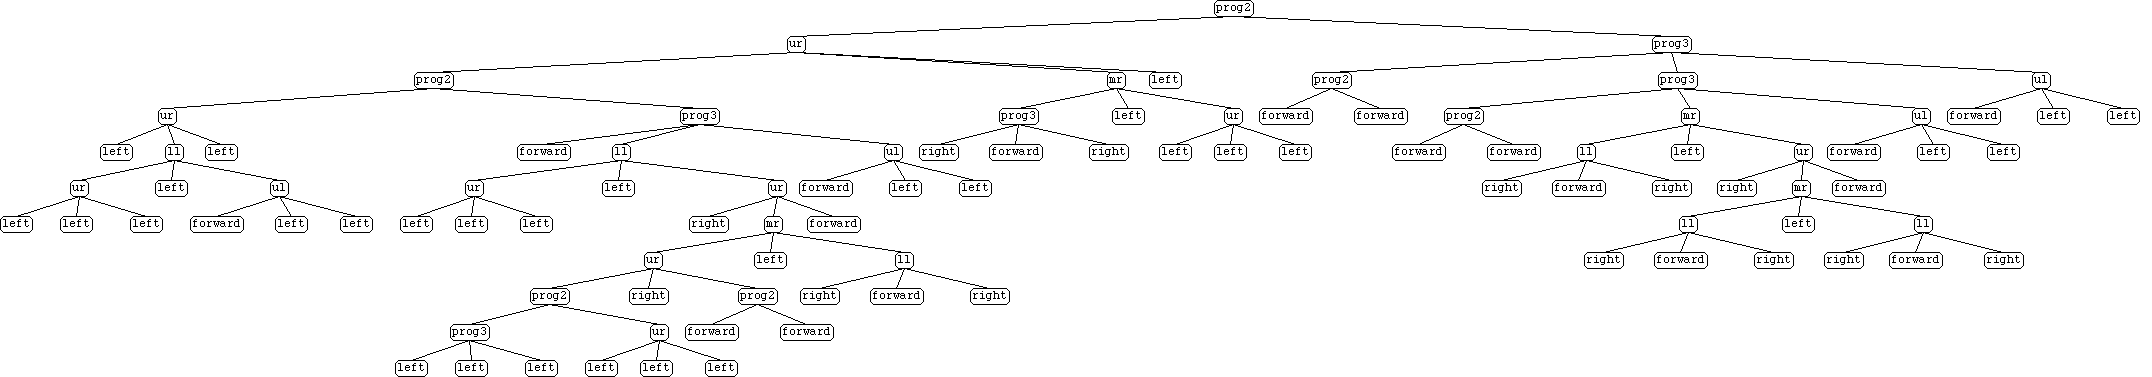 prog2
ur prog3
prog2 mr left prog2 prog3 ul
ur prog3 prog3 left ur forward forward prog2 mr ul forward left left
left ll left forward ll ul right forward right left left left forward forward ll left ur forward left left
ur left ul ur left ur forward left left right forward right right mr forward
left left left forward left left left left left right mr forward ll left ll
ur left ll right forward right right forward right
prog2 right prog2 right forward right
prog3 ur forward forward
left left left left left left